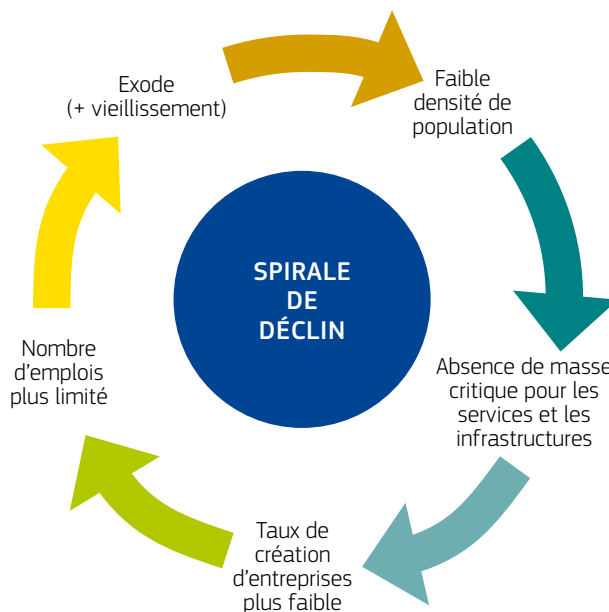 Exode
(+ vieillissement)
Faible
densité de
population
SPIRALE
DE
DÉCLIN
Nombre
d'emplois
plus limité
Absence de masse
critique pour les
services et les
infrastructures
Taux de
création
d'entreprises
plus faible